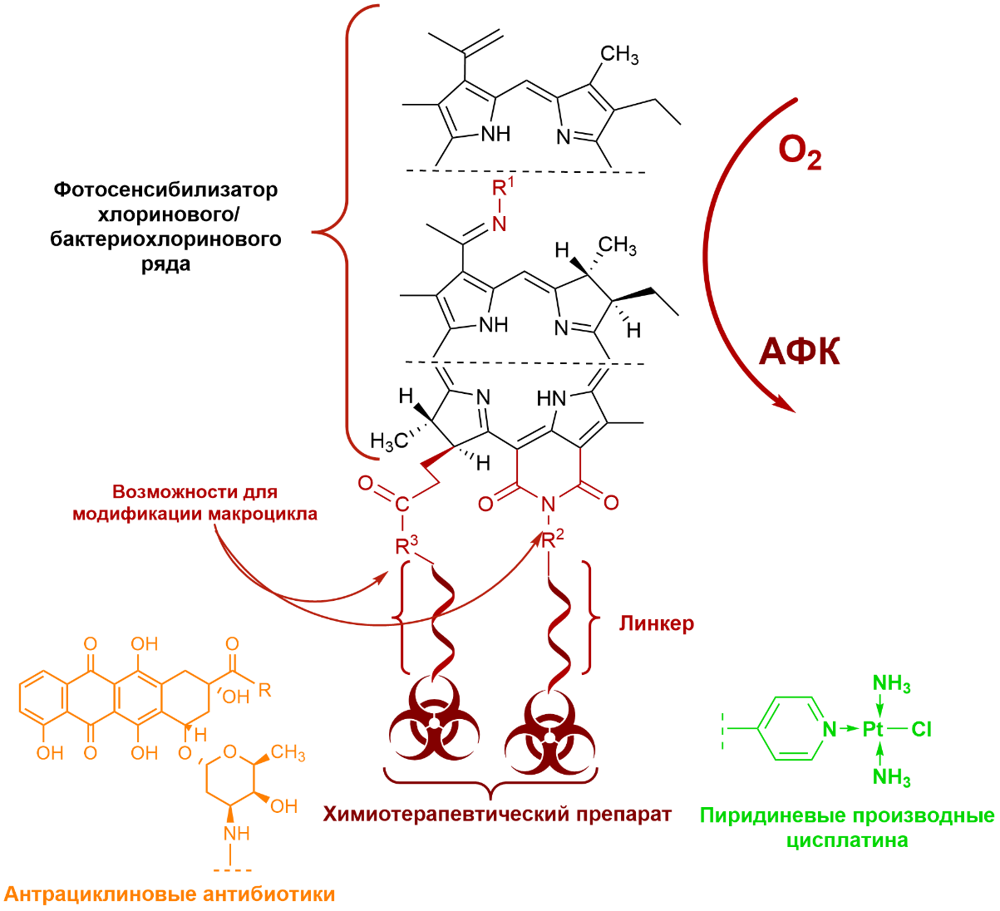 CH3
NH
N
O2
R1
N
Фотосенсибилизатор
хлоринового/
бактериохлоринового
ряда
H
CH3
NH
N
H
АФК
H
N
HN
H3C
H
Возможности для
модификации макроцикла
O
C
O
N
O
R3
R2
Линкер
O
OH
O
OH
R
OH
O
OH
O
H
O
CH3
OH
NH
NH3
N
Pt
Cl
NH3
Химиотерапевтический препарат
Пиридиневые производные
цисплатина
Антрациклиновые антибиотики